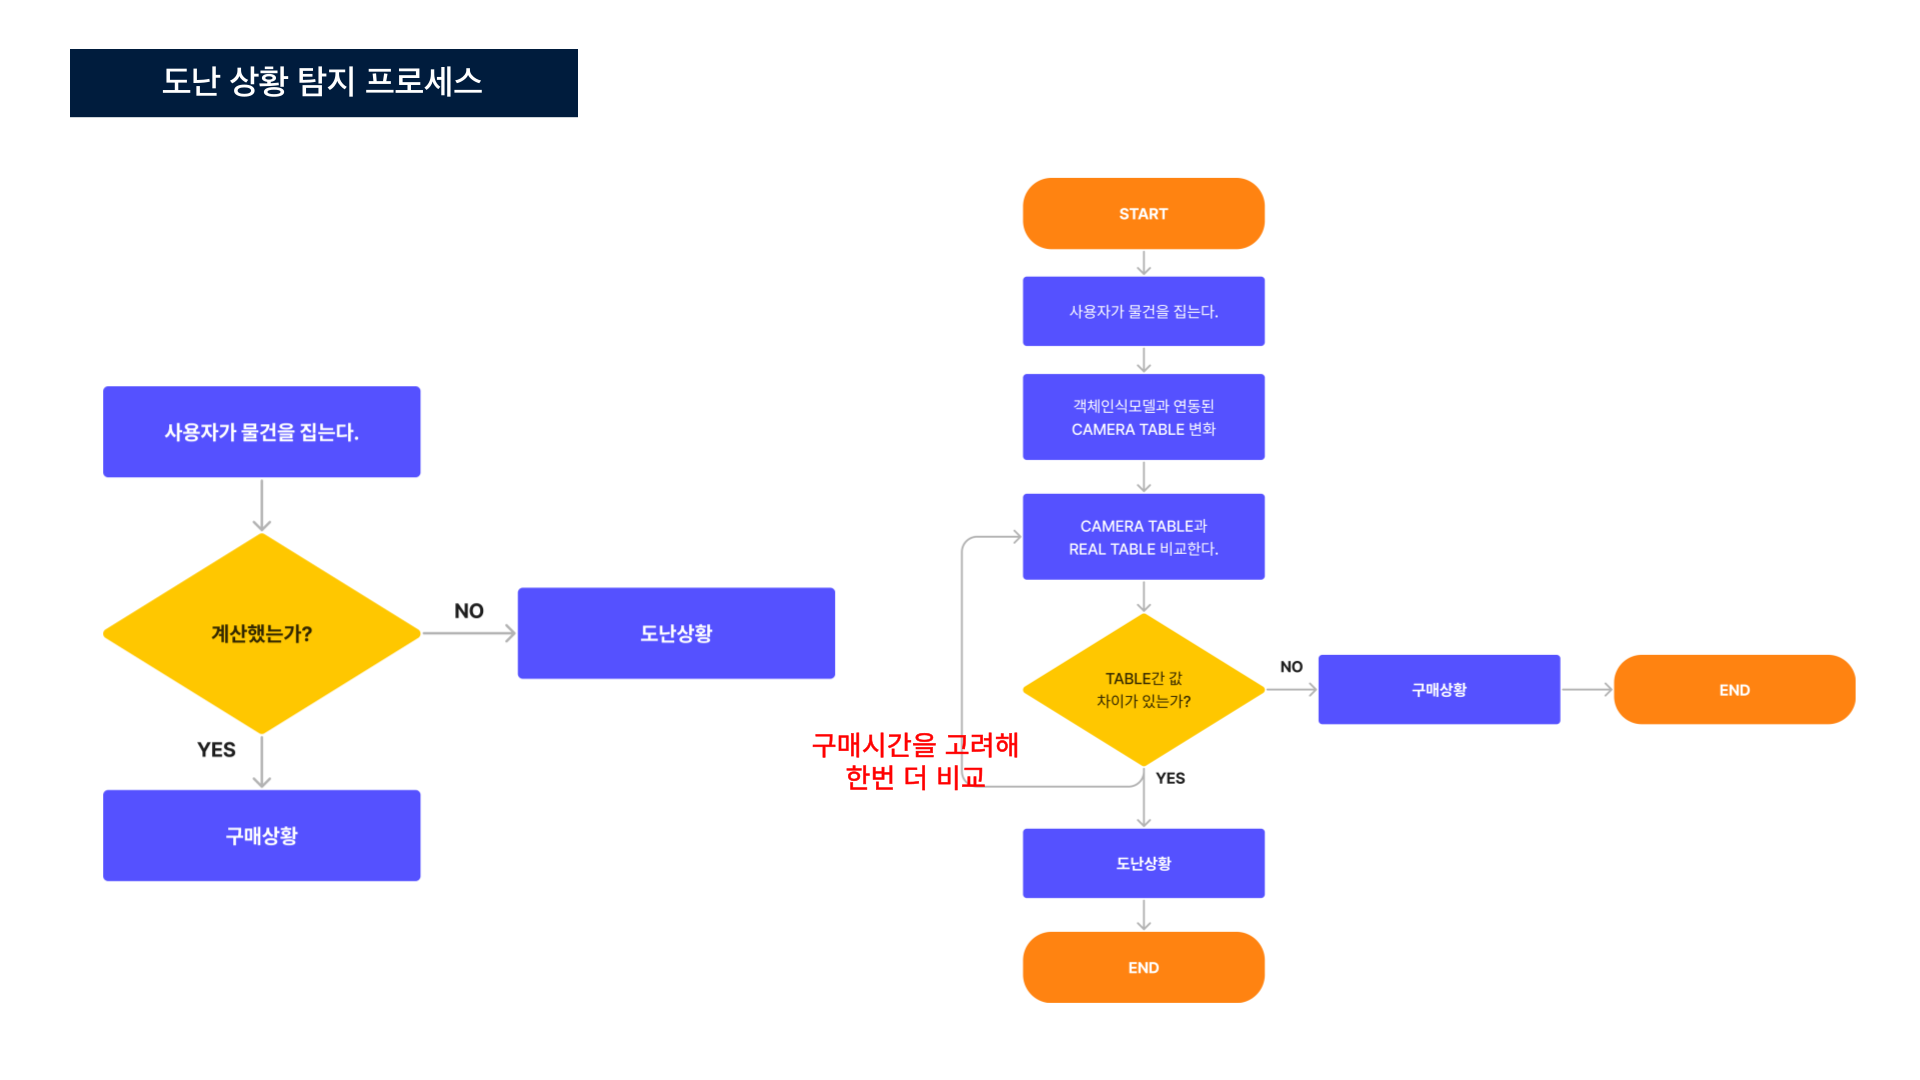 도난 상황 탐지 프로세스
사용자가 물건을 집는다.
계산했는가?
NO
도난상황
YES
구매상황
START
사용자가 물건을 집는다.
객체인식모델과 연동된
CAMERA TABLE 변화
CAMERA TABLE과
REAL TABLE 비교한다.
TABLE간 값
차이가 있는가?
NO
구매상황
END
구매시간을 고려해
한번 더 비교
YES
도난상황
END